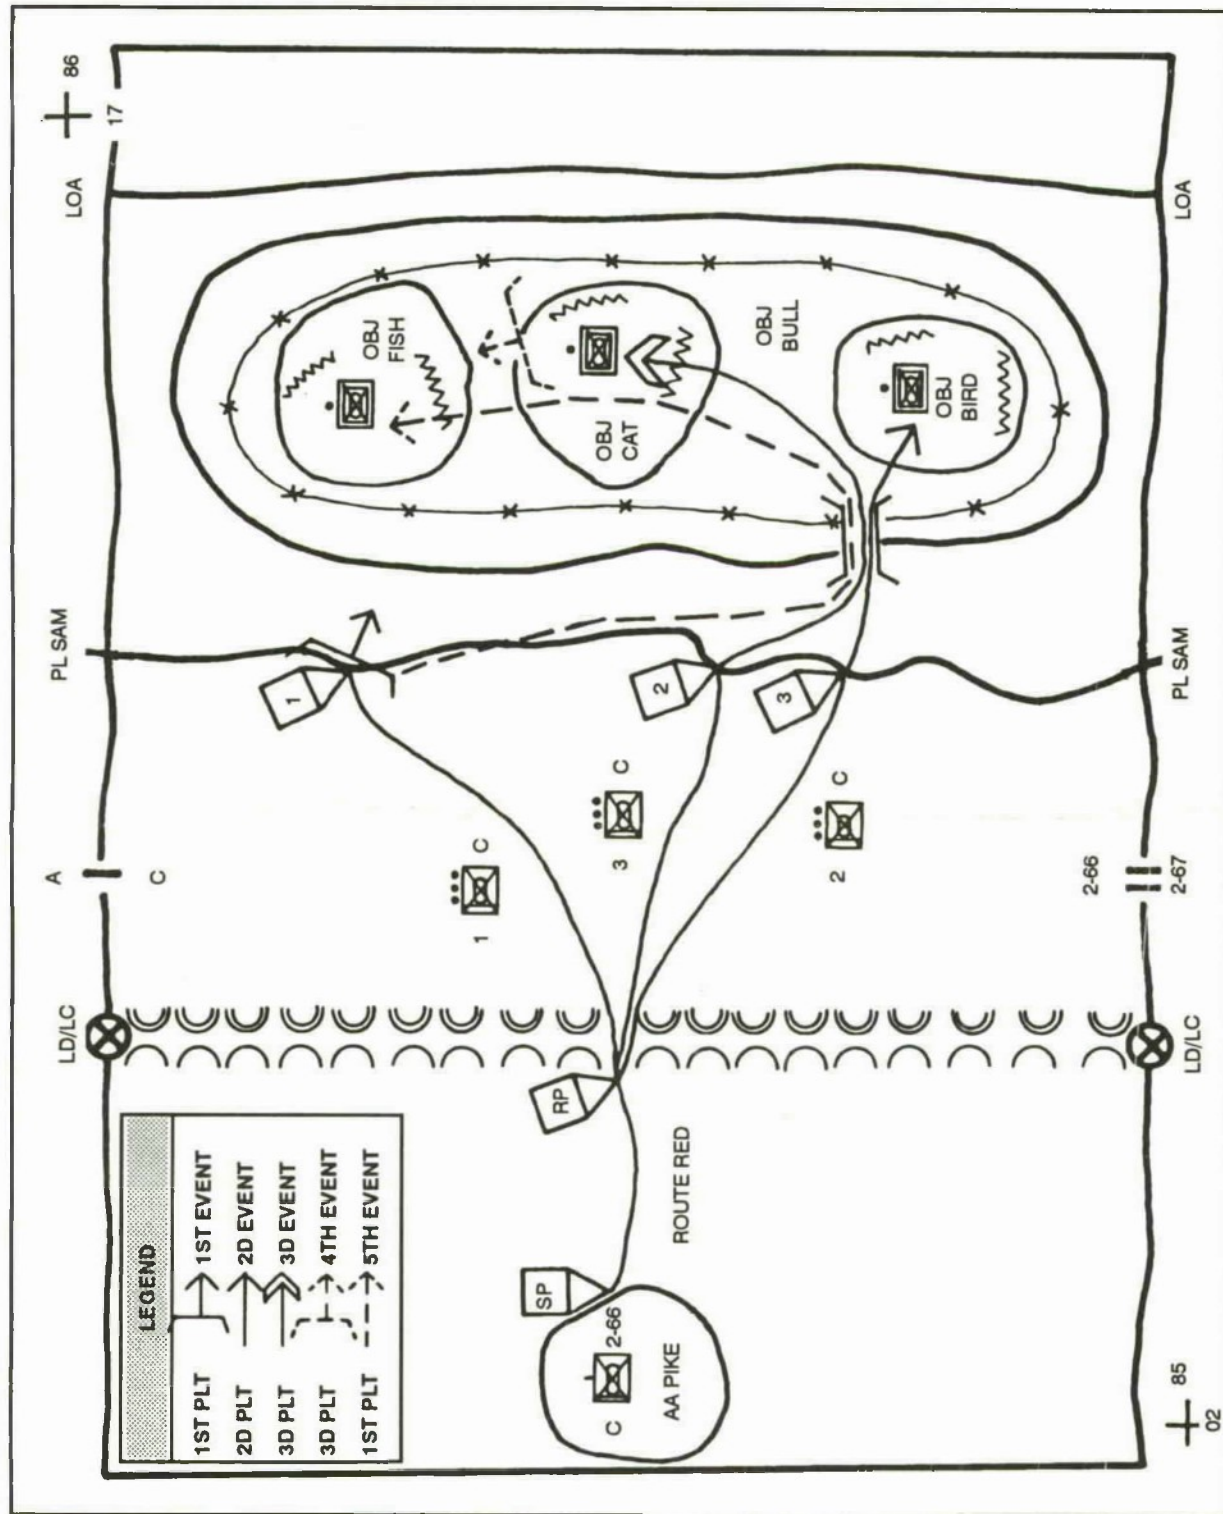 LEGEND
1ST PLT 1ST EVENT
2D PLT 2D EVENT
3D PLT 3D EVENT
3D PLT 4TH EVENT
1ST PLT 5TH EVENT
LD/LC
A
C
PL SAM
LOA
86
17
SP
RP
1
2
3
1 C
3 C
2 C
OBJ
FISH
OBJ
CAT
OBJ
BULL
OBJ
BIRD
C 2-66
AA PIKE
ROUTE RED
85
02
LD/LC
2-66
2-67
PL SAM
LOA